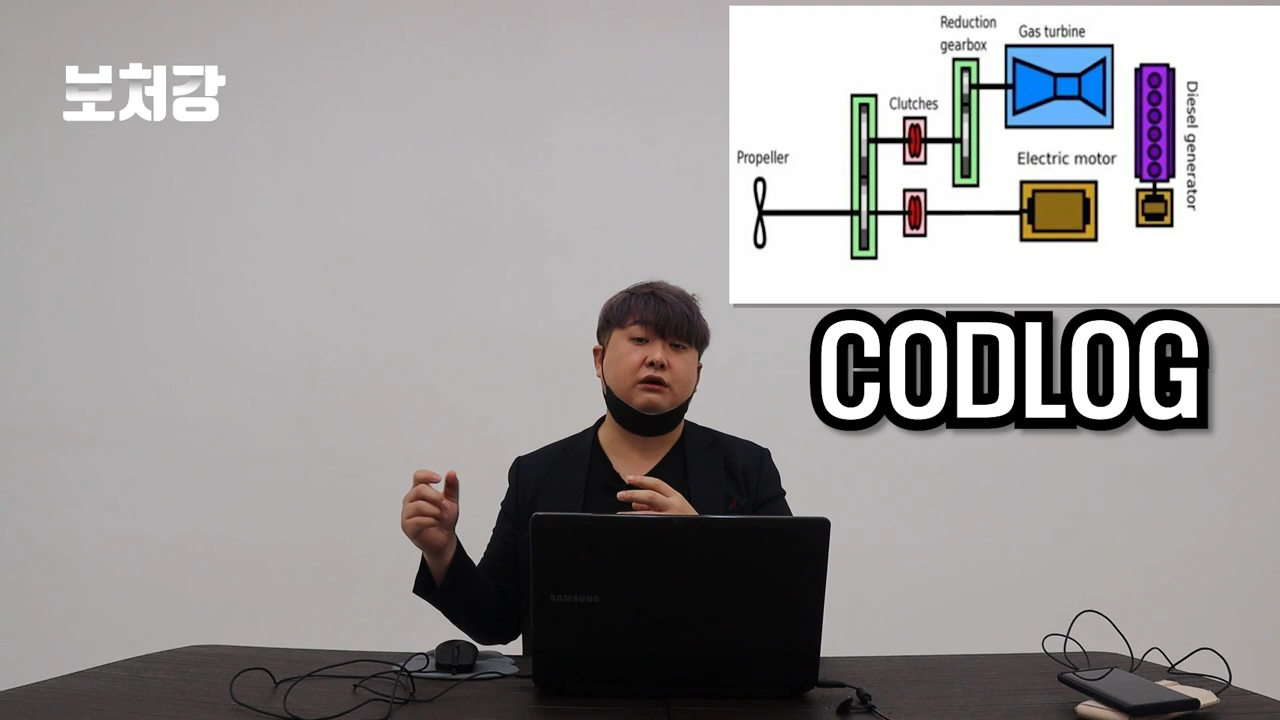 보처강
Reduction
gearbox
Gas turbine
Clutches
Propeller
Electric motor
Diesel generator
CODLOG
SAMSUNG